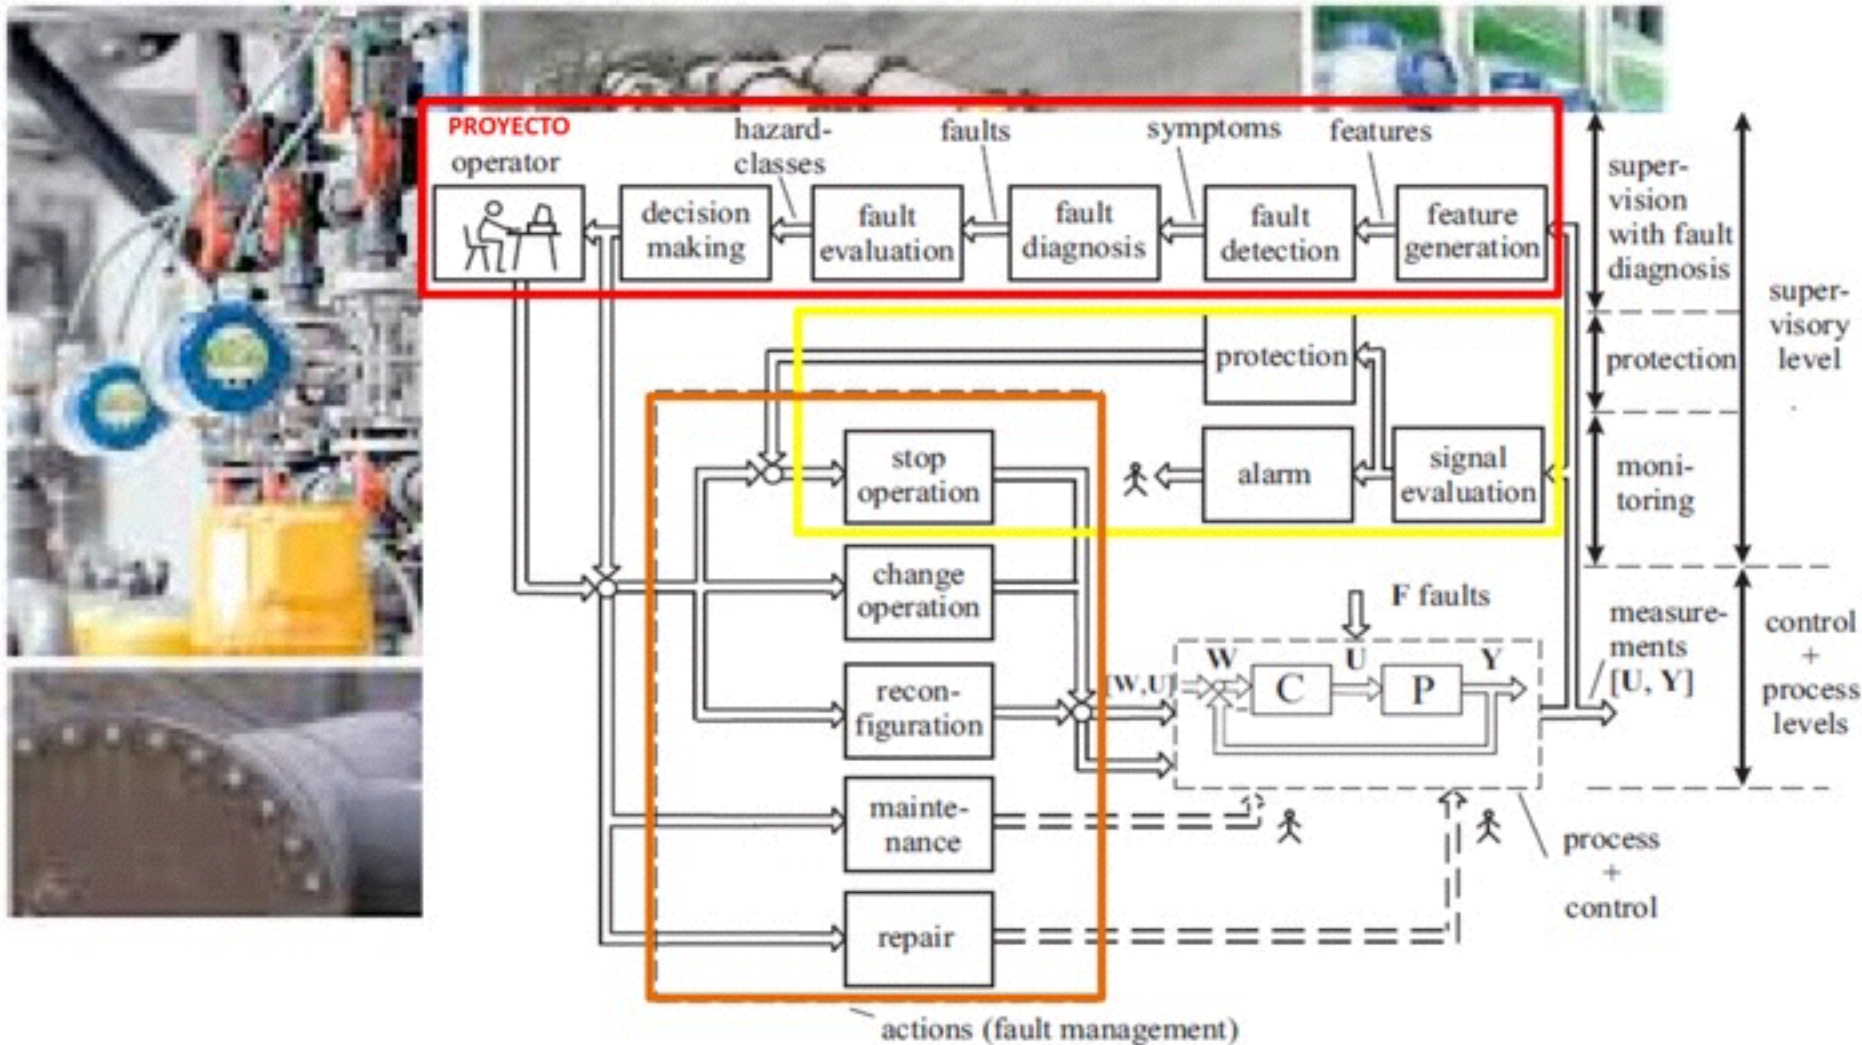 PROYECTO
operator
hazard-
classes
faults
symptoms
features
decision
making
fault
evaluation
fault
diagnosis
fault
detection
feature
generation
super-
vision
with fault
diagnosis
super-
visory
level
protection
protection
stop
operation
alarm
signal
evaluation
moni-
toring
change
operation
F faults
measure-
ments
[U, Y]
control
+
process
levels
W
U
Y
[W,U]
C
P
recon-
figuration
mainte-
nance
process
+
control
repair
actions (fault management)